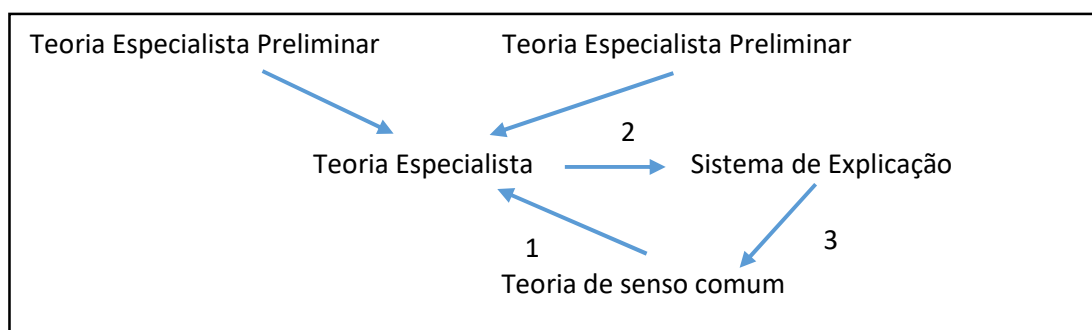 Teoria Especialista Preliminar Teoria Especialista Preliminar
2
Teoria Especialista Sistema de Explicação
1 3
Teoria de senso comum